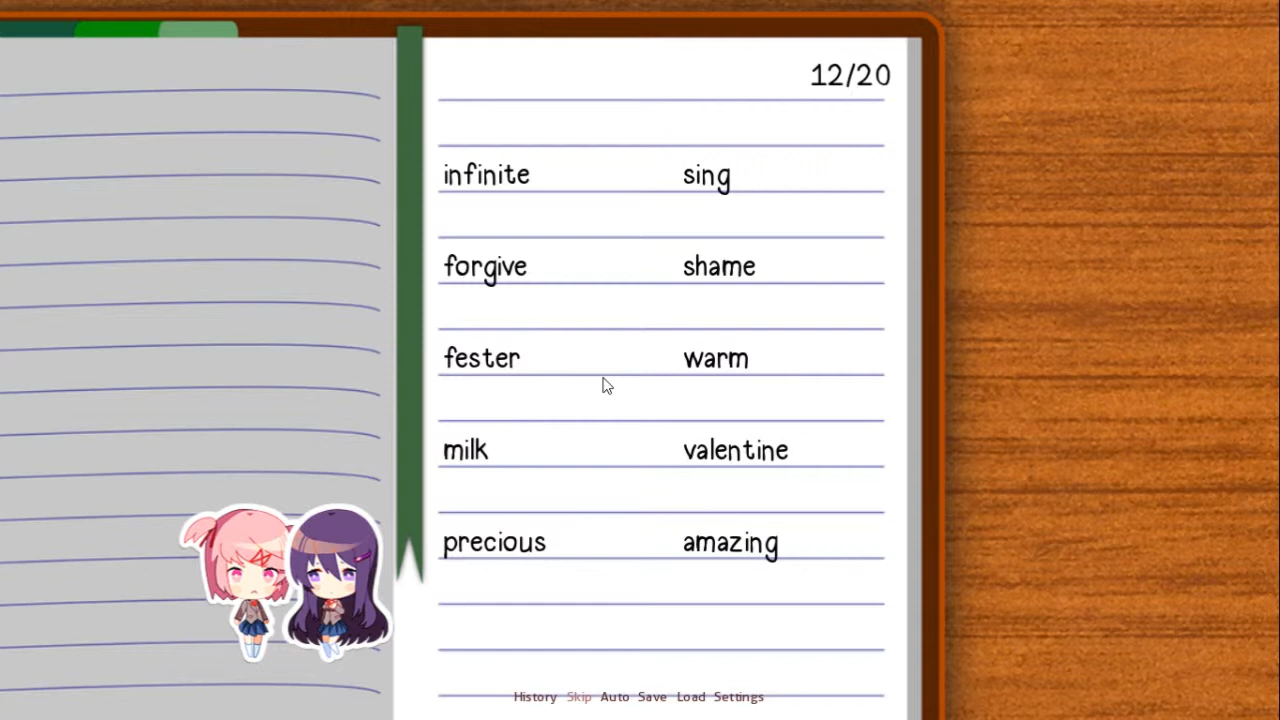 12/20
infinite sing
forgive shame
fester warm
milk valentine
precious amazing
History Skip Auto Save Load Settings